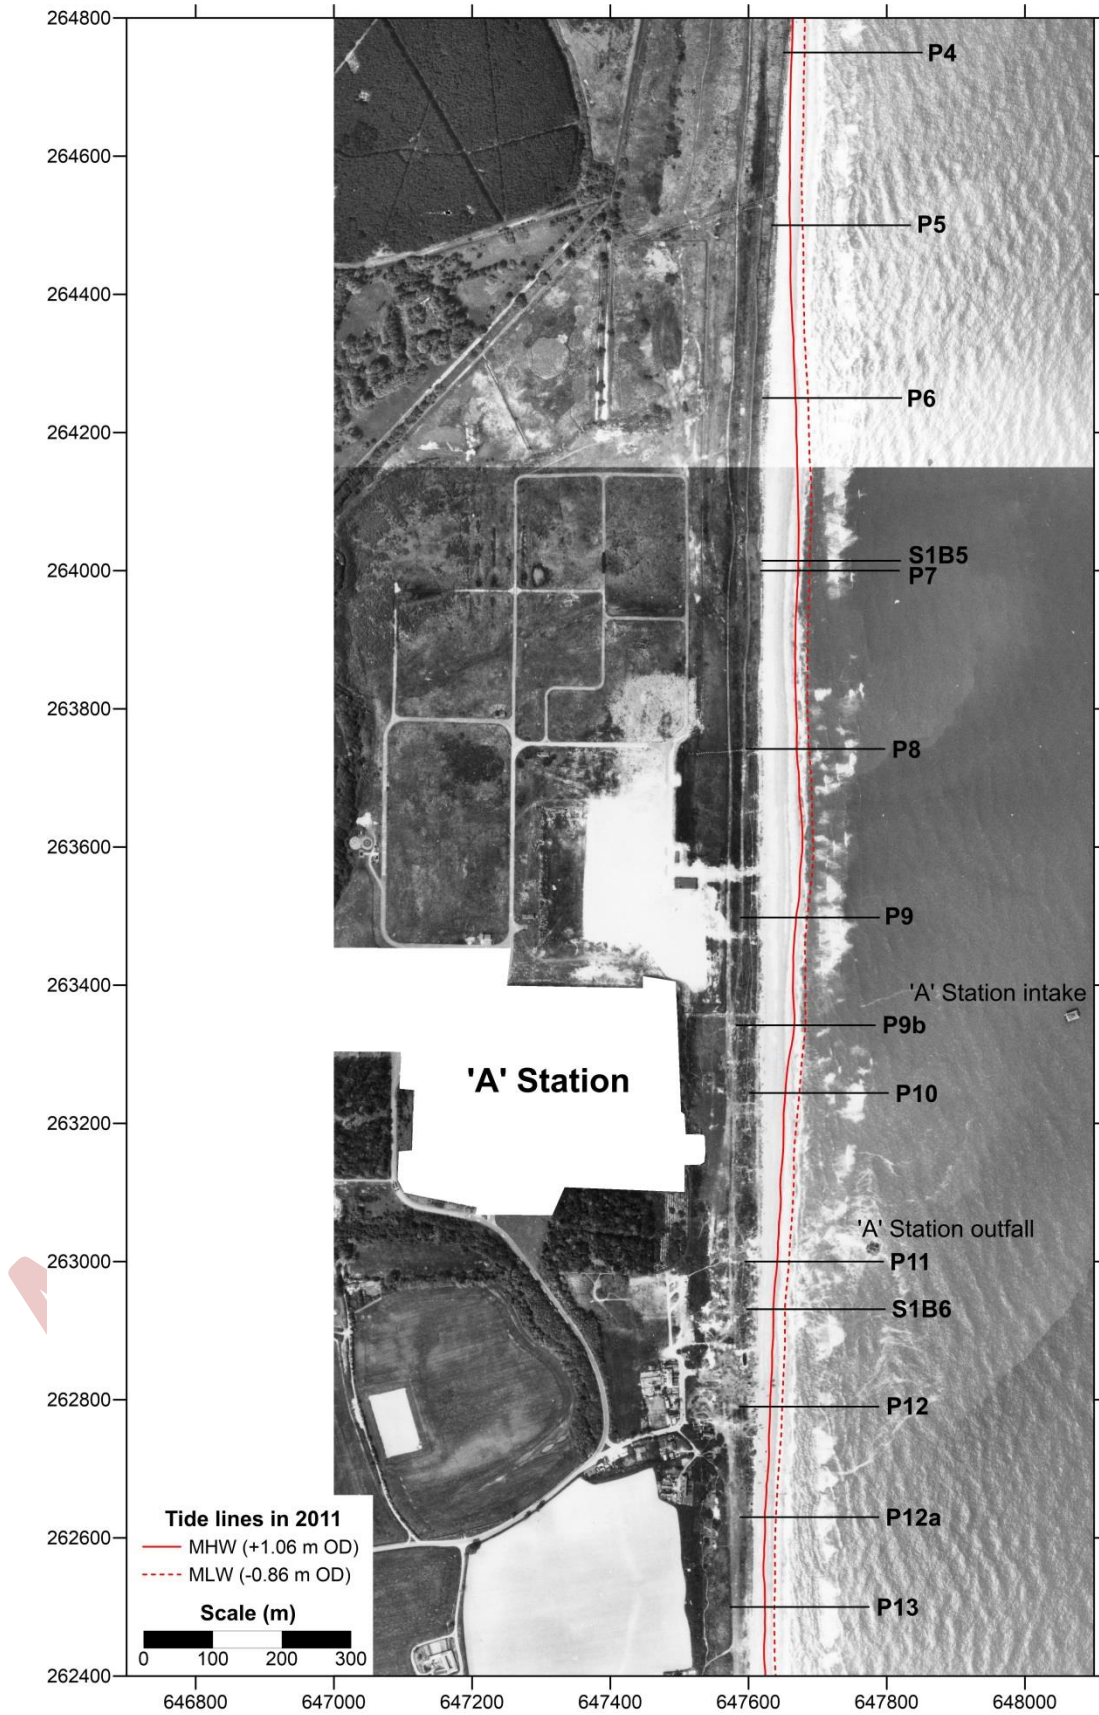 264800
P4
264600
P5
264400
P6
264200
S1B5
264000
P7
263800
P8
263600
P9
'A' Station intake
263400
P9b
'A' Station
P10
263200
'A' Station outfall
263000
P11
S1B6
262800
P12
262600
P12a
P13
Tide lines in 2011
MHW (+1.06 m OD)
MLW (-0.86 m OD)
Scale (m)
0 100 200 300
262400
646800 647000 647200 647400 647600 647800 648000